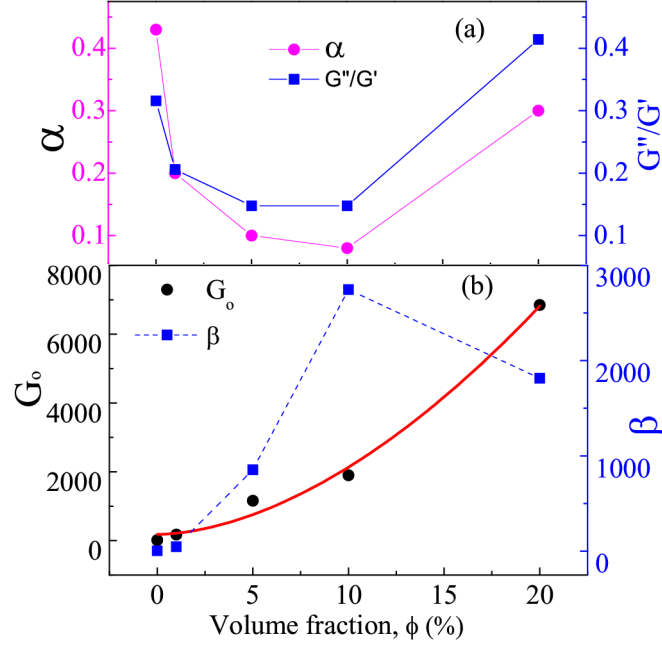 (a)
α
G"/G'
0.4
0.3
0.2
0.1
α
0.4
0.3
0.2
0.1
G"/G'
(b)
Gₒ
β
8000
6000
4000
2000
0
Gₒ
3000
2000
1000
0
β
0 5 10 15 20
Volume fraction, ϕ (%)